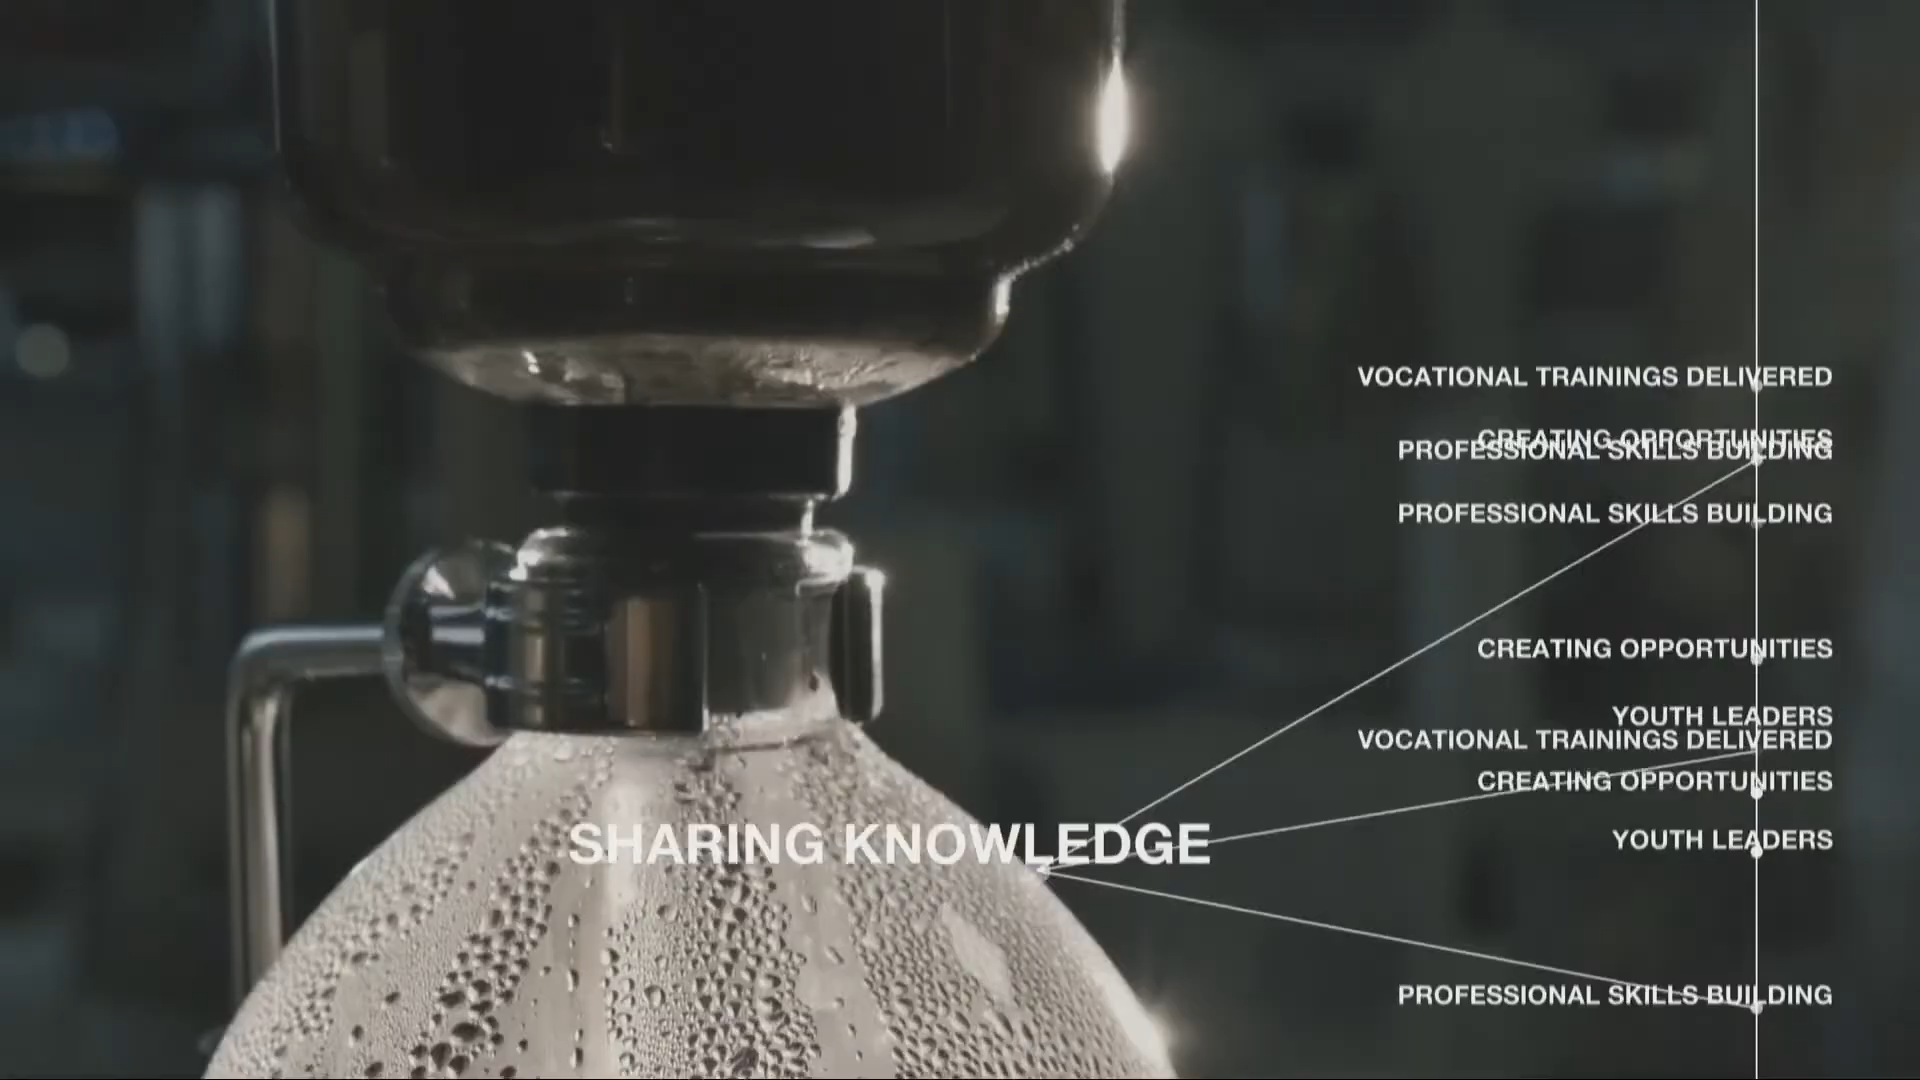 VOCATIONAL TRAININGS DELIVERED
CREATING OPPORTUNITIES
PROFESSIONAL SKILLS BUILDING
PROFESSIONAL SKILLS BUILDING
CREATING OPPORTUNITIES
YOUTH LEADERS
VOCATIONAL TRAININGS DELIVERED
CREATING OPPORTUNITIES
SHARING KNOWLEDGE
YOUTH LEADERS
PROFESSIONAL SKILLS BUILDING